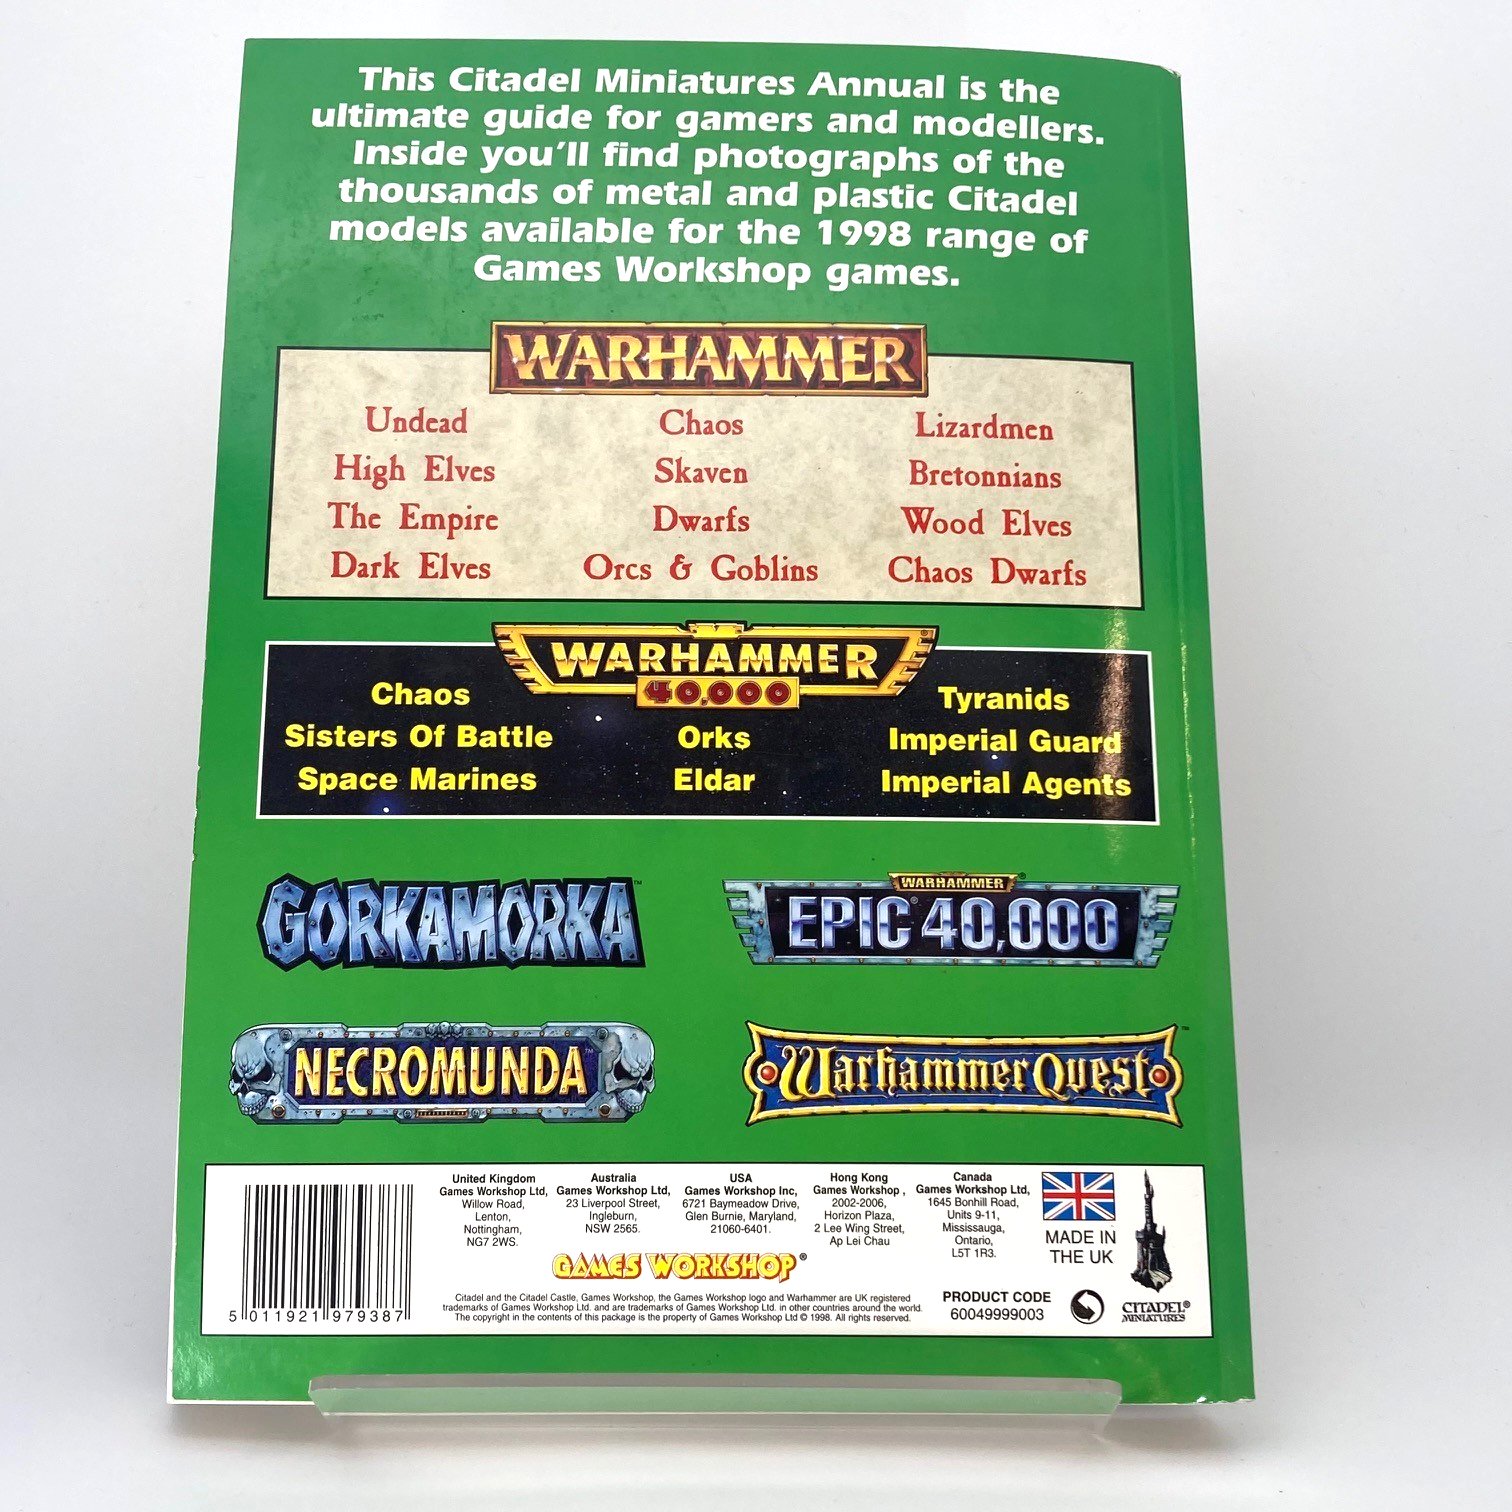 This Citadel Miniatures Annual is the
ultimate guide for gamers and modellers.
Inside you'll find photographs of the
thousands of metal and plastic Citadel
models available for the 1998 range of
Games Workshop games.
WARHAMMER
Undead Chaos Lizardmen
High Elves Skaven Bretonnians
The Empire Dwarfs Wood Elves
Dark Elves Orcs & Goblins Chaos Dwarfs
WARHAMMER
40,000
Chaos Tyranids
Sisters Of Battle Orks Imperial Guard
Space Marines Eldar Imperial Agents
GORKAMORKA™
WARHAMMER®
EPIC® 40,000
NECROMUNDA™
Warhammer Quest™
United Kingdom
Games Workshop Ltd,
Willow Road,
Lenton,
Nottingham,
NG7 2WS.
Australia
Games Workshop Ltd,
23 Liverpool Street,
Ingleburn,
NSW 2565.
USA
Games Workshop Inc,
6721 Baymeadow Drive,
Glen Burnie, Maryland,
21060-6401.
Hong Kong
Games Workshop ,
2002-2006,
Horizon Plaza,
2 Lee Wing Street,
Ap Lei Chau
Canada
Games Workshop Ltd,
1645 Bonhill Road,
Units 9-11,
Mississauga,
Ontario,
L5T 1R3.
MADE IN
THE UK
GAMES WORKSHOP®
Citadel and the Citadel Castle, Games Workshop, the Games Workshop logo and Warhammer are UK registered
trademarks of Games Workshop Ltd. and are trademarks of Games Workshop Ltd. in other countries around the world.
The copyright in the contents of this package is the property of Games Workshop Ltd © 1998. All rights reserved.
PRODUCT CODE
60049999003
CITADEL®
MINIATURES
5 011921 979387